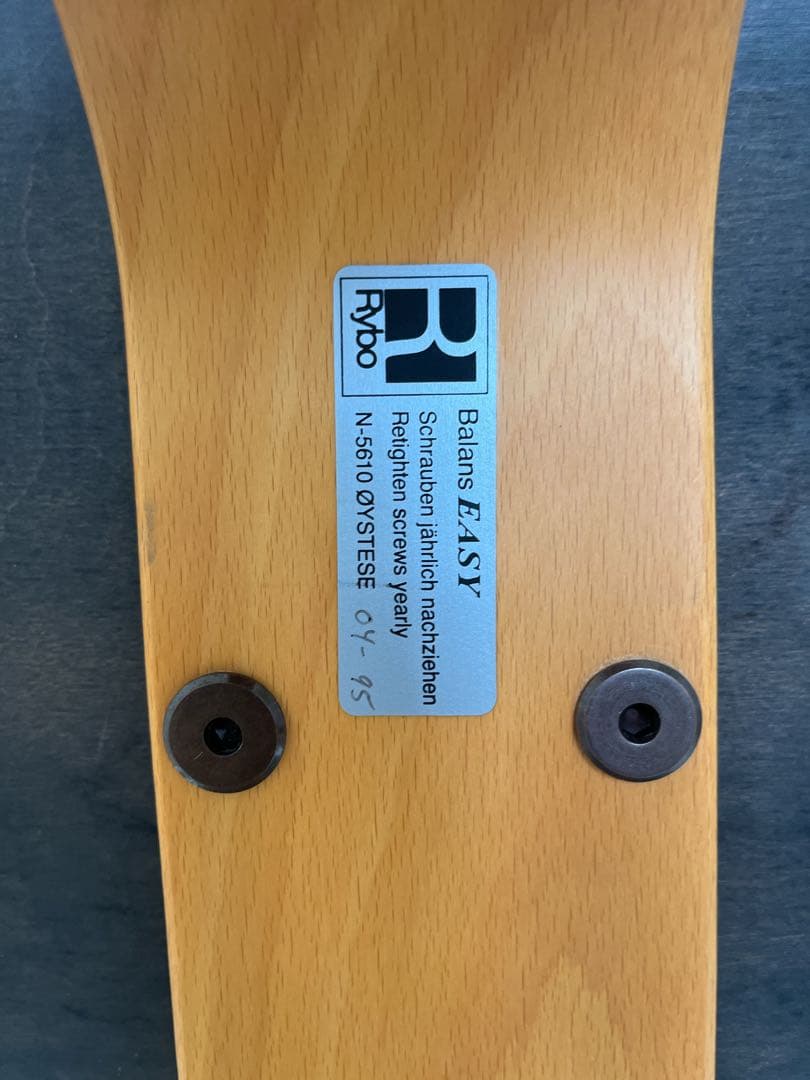 Rybo
Balans EASY
Schrauben jährlich nachziehen
Retighten screws yearly
N-5610 ØYSTESE 04-95